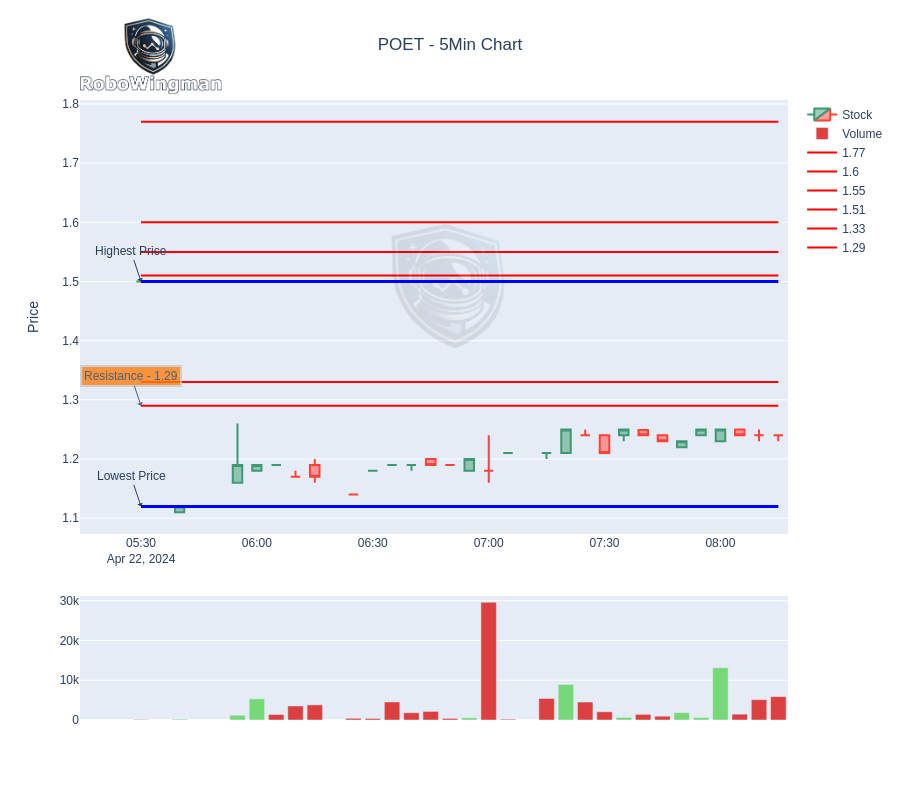 POET - 5Min Chart
RoboWingman
Price
1.8
1.7
1.6
1.5
1.4
1.3
1.2
1.1
Highest Price
Resistance - 1.29
Lowest Price
05:30
06:00
06:30
07:00
07:30
08:00
Apr 22, 2024
30k
20k
10k
0
Stock
Volume
1.77
1.6
1.55
1.51
1.33
1.29